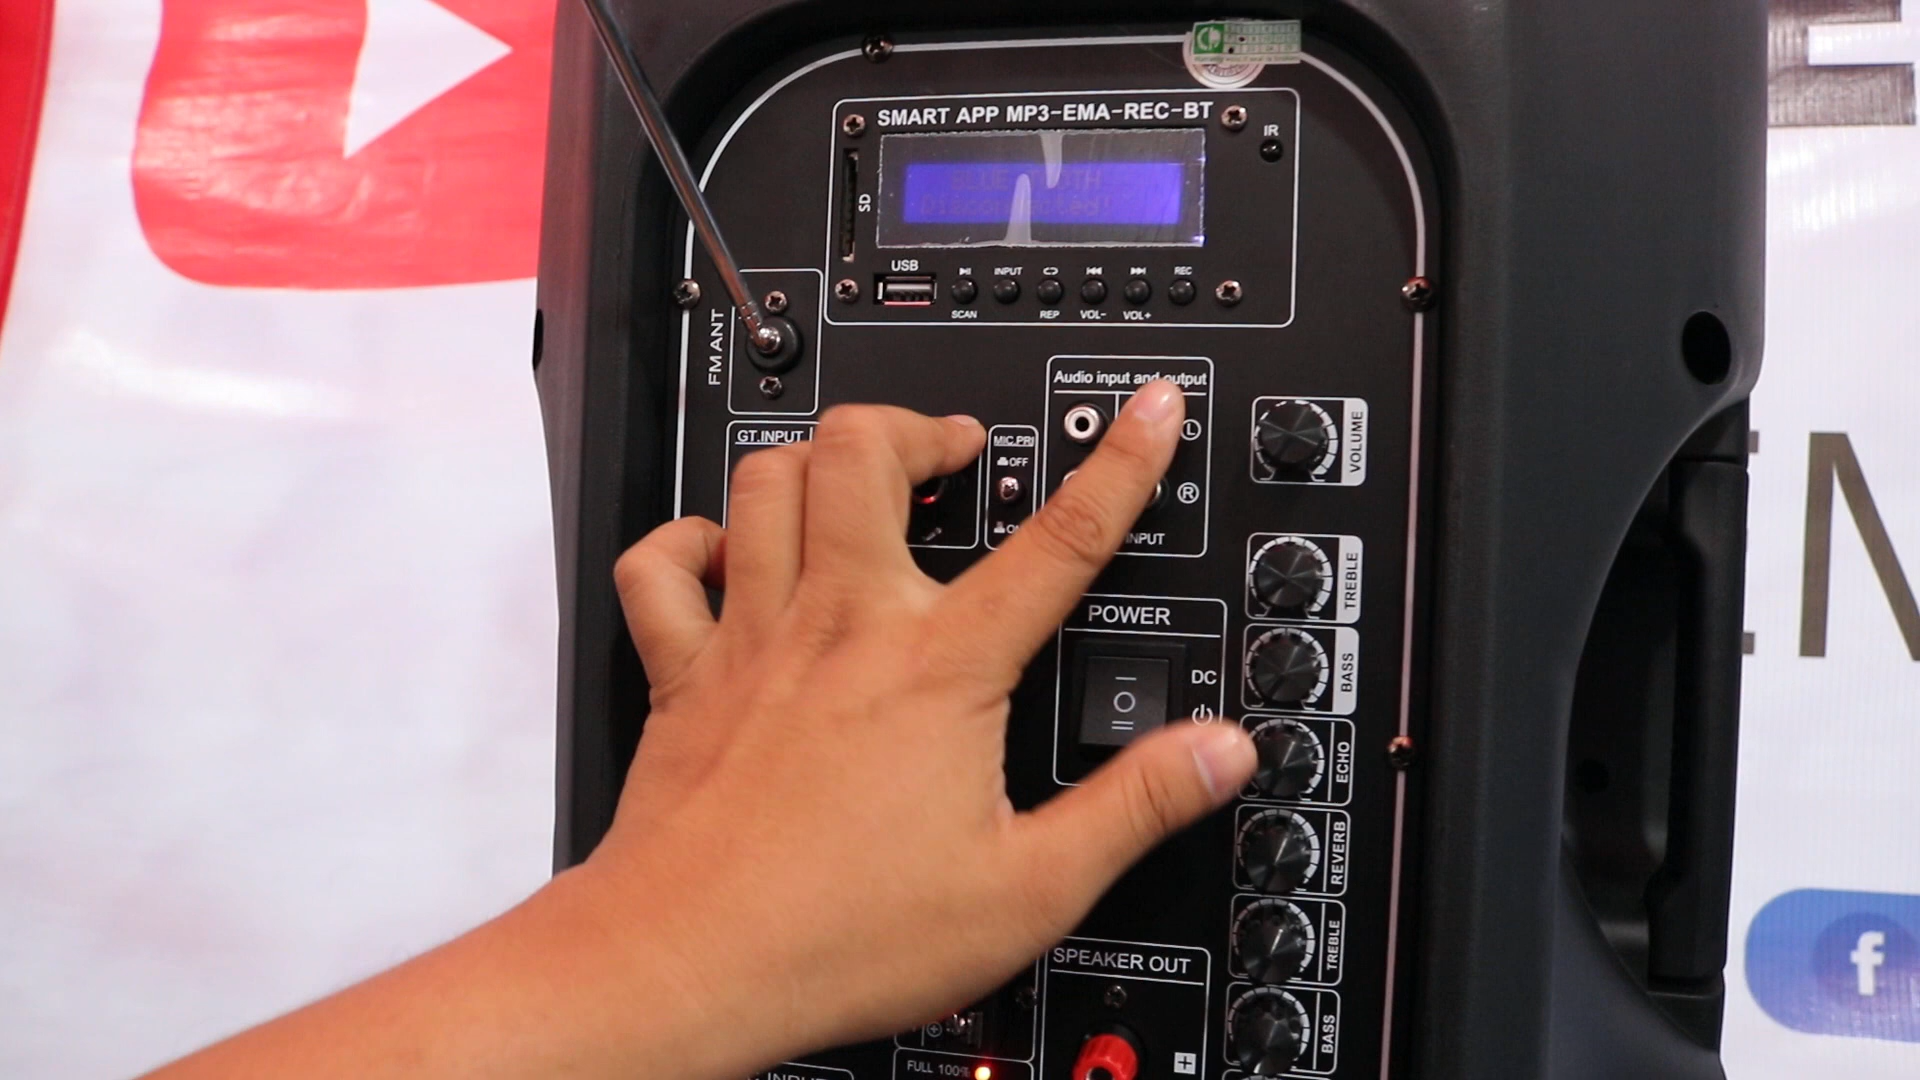 SMART APP MP3-EMA-REC-BT
IR
BLUETOOTH
Disconnected!
SD
USB
INPUT
REC
SCAN
REP
VOL-
VOL+
FM ANT
Audio input and output
GT.INPUT
MIC.PRI
OFF
L
R
INPUT
VOLUME
TREBLE
BASS
POWER
DC
ECHO
REVERB
TREBLE
SPEAKER OUT
BASS
FULL 100%
f